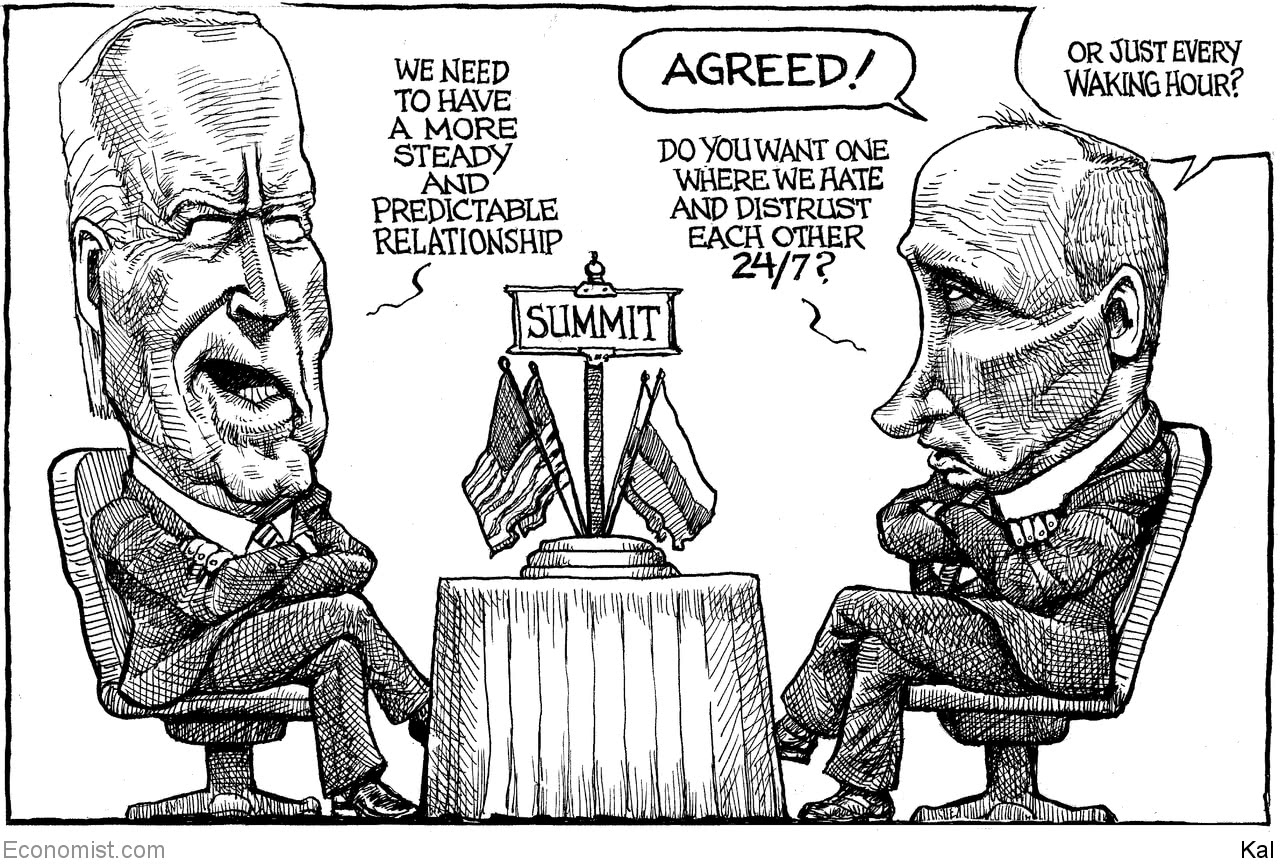 WE NEED
TO HAVE
A MORE
STEADY
AND
PREDICTABLE
RELATIONSHIP
AGREED!
DO YOU WANT ONE
WHERE WE HATE
AND DISTRUST
EACH OTHER
24/7?
OR JUST EVERY
WAKING HOUR?
SUMMIT
Economist.com
Kal